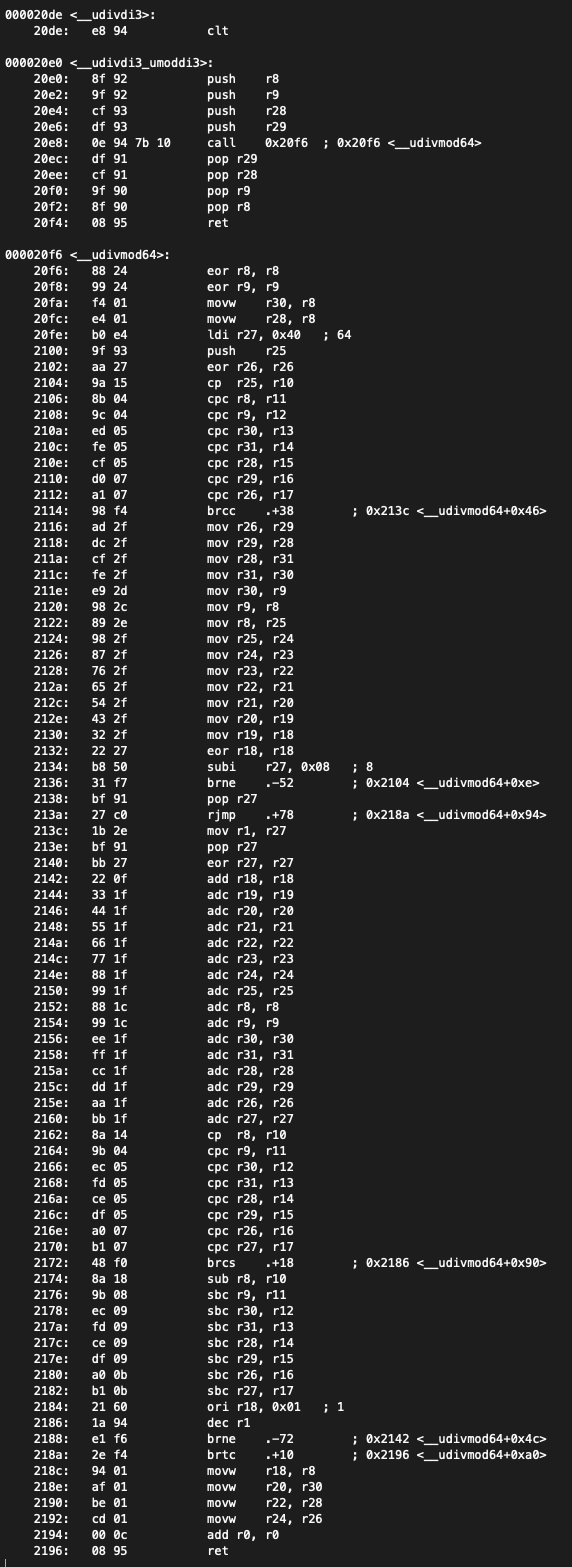 000020de <__udivdi3>:
20de: e8 94 clt
000020e0 <__udivdi3_umoddi3>:
20e0: 8f 92 push r8
20e2: 9f 92 push r9
20e4: cf 93 push r28
20e6: df 93 push r29
20e8: 0e 94 7b 10 call 0x20f6 ; 0x20f6 <__udivmod64>
20ec: df 91 pop r29
20ee: cf 91 pop r28
20f0: 9f 90 pop r9
20f2: 8f 90 pop r8
20f4: 08 95 ret
000020f6 <__udivmod64>:
20f6: 88 24 eor r8, r8
20f8: 99 24 eor r9, r9
20fa: f4 01 movw r30, r8
20fc: e4 01 movw r28, r8
20fe: b0 e4 ldi r27, 0x40 ; 64
2100: 9f 93 push r25
2102: aa 27 eor r26, r26
2104: 9a 15 cp r25, r10
2106: 8b 04 cpc r8, r11
2108: 9c 04 cpc r9, r12
210a: ed 05 cpc r30, r13
210c: fe 05 cpc r31, r14
210e: cf 05 cpc r28, r15
2110: d0 07 cpc r29, r16
2112: a1 07 cpc r26, r17
2114: 98 f4 brcc .+38 ; 0x213c <__udivmod64+0x46>
2116: ad 2f mov r26, r29
2118: dc 2f mov r29, r28
211a: cf 2f mov r28, r31
211c: fe 2f mov r31, r30
211e: e9 2d mov r30, r9
2120: 98 2c mov r9, r8
2122: 89 2e mov r8, r25
2124: 98 2f mov r25, r24
2126: 87 2f mov r24, r23
2128: 76 2f mov r23, r22
212a: 65 2f mov r22, r21
212c: 54 2f mov r21, r20
212e: 43 2f mov r20, r19
2130: 32 2f mov r19, r18
2132: 22 27 eor r18, r18
2134: b8 50 subi r27, 0x08 ; 8
2136: 31 f7 brne .-52 ; 0x2104 <__udivmod64+0xe>
2138: bf 91 pop r27
213a: 27 c0 rjmp .+78 ; 0x218a <__udivmod64+0x94>
213c: 1b 2e mov r1, r27
213e: bf 91 pop r27
2140: bb 27 eor r27, r27
2142: 22 0f add r18, r18
2144: 33 1f adc r19, r19
2146: 44 1f adc r20, r20
2148: 55 1f adc r21, r21
214a: 66 1f adc r22, r22
214c: 77 1f adc r23, r23
214e: 88 1f adc r24, r24
2150: 99 1f adc r25, r25
2152: 88 1c adc r8, r8
2154: 99 1c adc r9, r9
2156: ee 1f adc r30, r30
2158: ff 1f adc r31, r31
215a: cc 1f adc r28, r28
215c: dd 1f adc r29, r29
215e: aa 1f adc r26, r26
2160: bb 1f adc r27, r27
2162: 8a 14 cp r8, r10
2164: 9b 04 cpc r9, r11
2166: ec 05 cpc r30, r12
2168: fd 05 cpc r31, r13
216a: ce 05 cpc r28, r14
216c: df 05 cpc r29, r15
216e: a0 07 cpc r26, r16
2170: b1 07 cpc r27, r17
2172: 48 f0 brcs .+18 ; 0x2186 <__udivmod64+0x90>
2174: 8a 18 sub r8, r10
2176: 9b 08 sbc r9, r11
2178: ec 09 sbc r30, r12
217a: fd 09 sbc r31, r13
217c: ce 09 sbc r28, r14
217e: df 09 sbc r29, r15
2180: a0 0b sbc r26, r16
2182: b1 0b sbc r27, r17
2184: 21 60 ori r18, 0x01 ; 1
2186: 1a 94 dec r1
2188: e1 f6 brne .-72 ; 0x2142 <__udivmod64+0x4c>
218a: 2e f4 brtc .+10 ; 0x2196 <__udivmod64+0xa0>
218c: 94 01 movw r18, r8
218e: af 01 movw r20, r30
2190: be 01 movw r22, r28
2192: cd 01 movw r24, r26
2194: 00 0c add r0, r0
2196: 08 95 ret